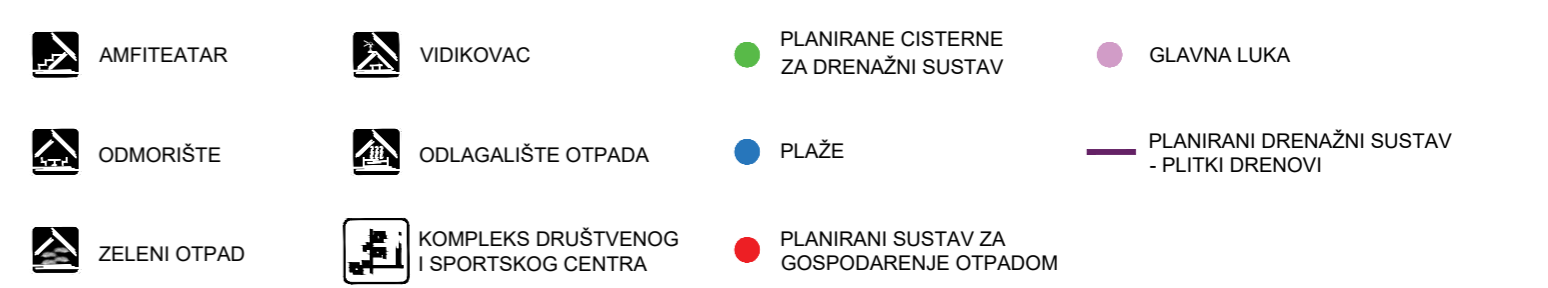 AMFITEATAR
VIDIKOVAC
PLANIRANE CISTERNE
ZA DRENAŽNI SUSTAV
GLAVNA LUKA
ODMORIŠTE
ODLAGALIŠTE OTPADA
PLAŽE
PLANIRANI DRENAŽNI SUSTAV
- PLITKI DRENOVI
ZELENI OTPAD
KOMPLEKS DRUŠTVENOG
I SPORTSKOG CENTRA
PLANIRANI SUSTAV ZA
GOSPODARENJE OTPADOM